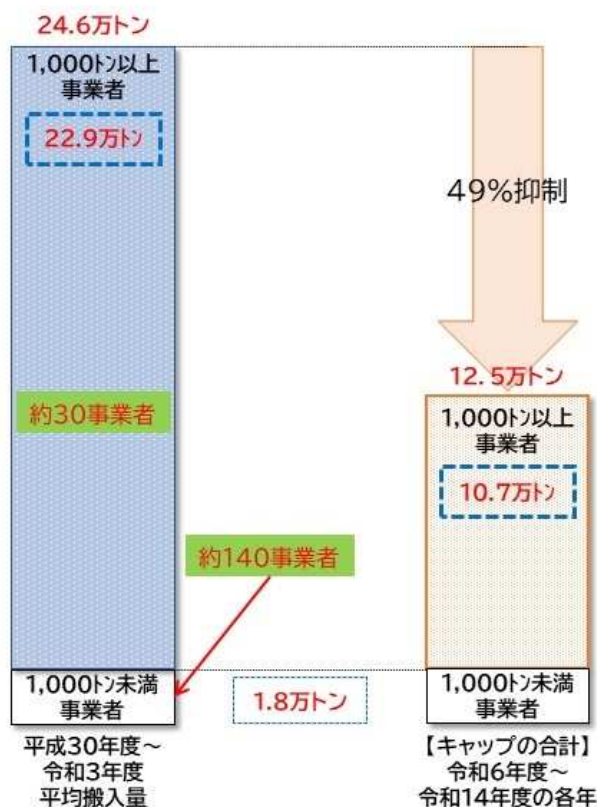 24.6万トン
1,000トン以上
事業者
22.9万トン
約30事業者
49%抑制
12.5万トン
1,000トン以上
事業者
10.7万トン
約140事業者
1,000トン未満
事業者
1.8万トン
1,000トン未満
事業者
平成30年度~
令和3年度
平均搬入量
【キャップの合計】
令和6年度~
令和14年度の各年